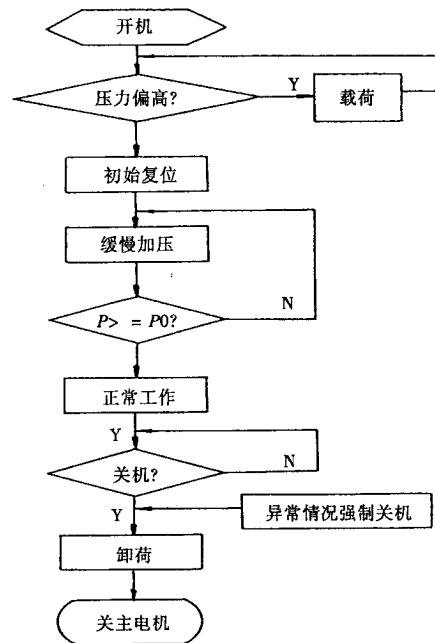 开机
压力偏高?
Y
载荷
初始复位
缓慢加压
P> = P0?
N
正常工作
Y
关机?
N
Y
异常情况强制关机
卸荷
关主电机